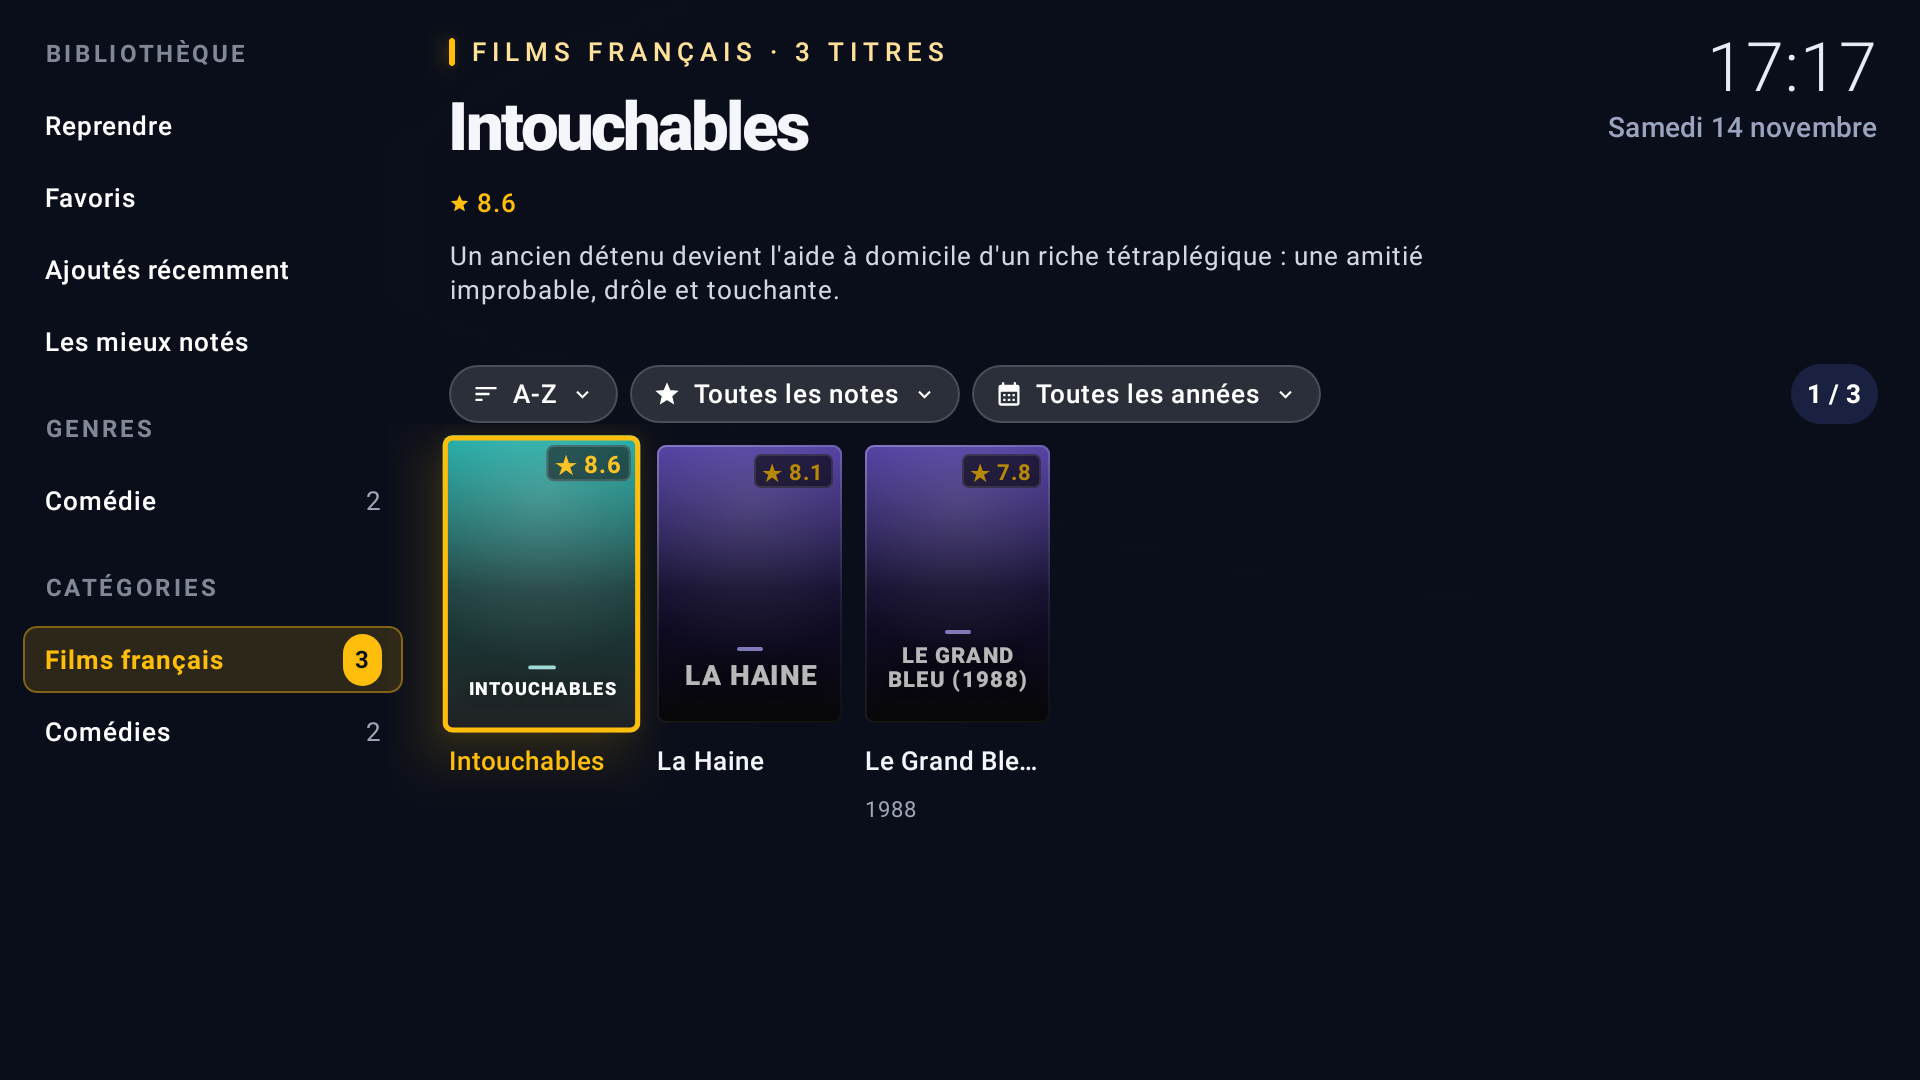 BIBLIOTHÈQUE
Reprendre
Favoris
Ajoutés récemment
Les mieux notés
GENRES
Comédie 2
CATÉGORIES
Films français 3
Comédies 2
FILMS FRANÇAIS · 3 TITRES
Intouchables
★ 8.6
Un ancien détenu devient l'aide à domicile d'un riche tétraplégique : une amitié
improbable, drôle et touchante.
17:17
Samedi 14 novembre
A-Z
Toutes les notes
Toutes les années
1 / 3
★ 8.6
INTOUCHABLES
Intouchables
★ 8.1
LA HAINE
La Haine
★ 7.8
LE GRAND
BLEU (1988)
Le Grand Ble...
1988